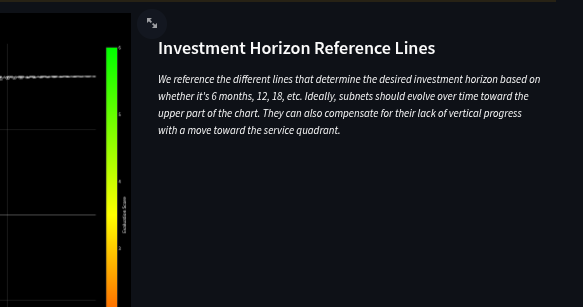 Investment Horizon Reference Lines
We reference the different lines that determine the desired investment horizon based on
whether it's 6 months, 12, 18, etc. Ideally, subnets should evolve over time toward the
upper part of the chart. They can also compensate for their lack of vertical progress
with a move toward the service quadrant.
Evaluation Score